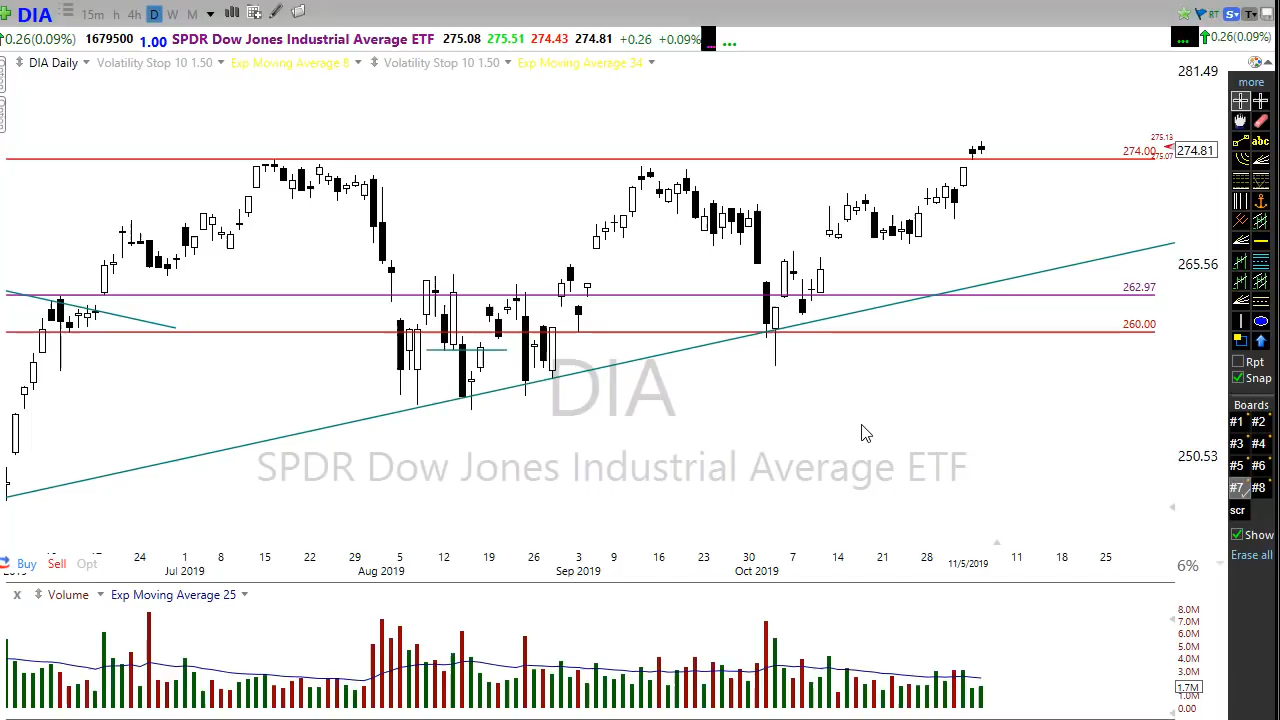 DIA 15m h 4h D W M RT S T
0.26(0.09%) 1679500 1.00 SPDR Dow Jones Industrial Average ETF 275.08 275.51 274.43 274.81 +0.26 +0.09% ... ... ... 0.26(0.09%)
DIA Daily Volatility Stop 10 1.50 Exp Moving Average 8 Volatility Stop 10 1.50 Exp Moving Average 34
281.49
more
275.13
274.00 274.81
275.07
abc
265.56
262.97
260.00
DIA
Rpt
Snap
Boards
#1 #2
#3 #4
SPDR Dow Jones Industrial Average ETF
250.53
#5 #6
#7 #8
scr
Show
Erase all
24 1 8 15 22 29 5 12 19 26 3 9 16 23 30 7 14 21 28 11 18 25
Buy Sell Opt
Jul 2019 Aug 2019 Sep 2019 Oct 2019 11/5/2019
6%
x Volume Exp Moving Average 25
8.0M
7.0M
6.0M
5.0M
4.0M
3.0M
1.7M
1.0M
0.00